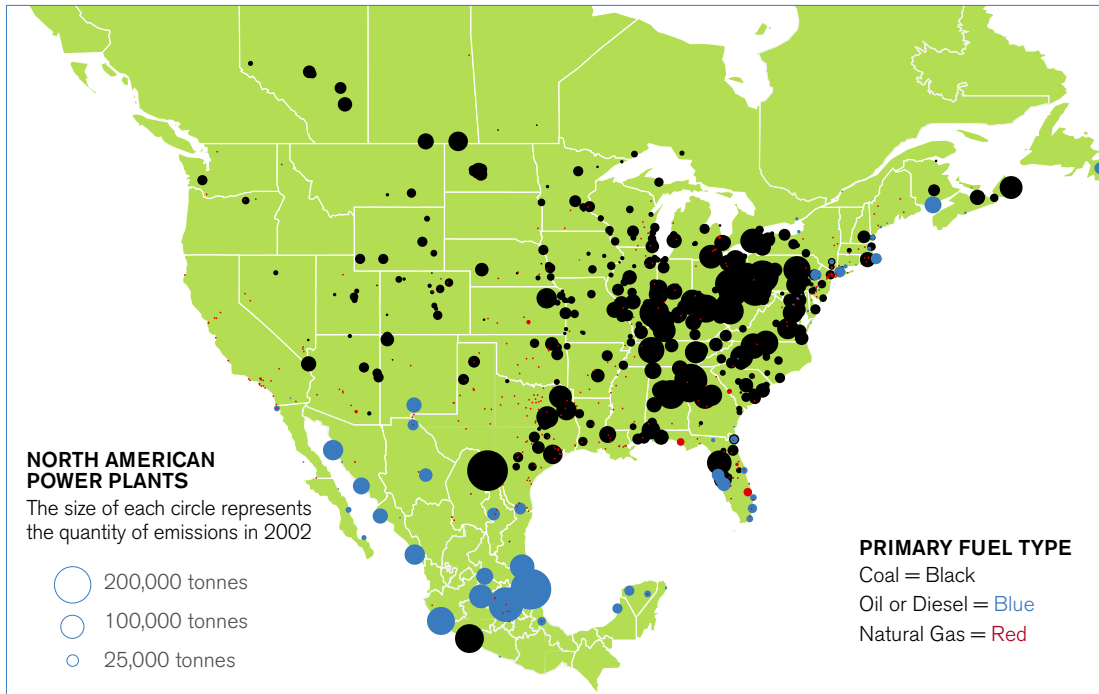 NORTH AMERICAN
POWER PLANTS
The size of each circle represents
the quantity of emissions in 2002
200,000 tonnes
100,000 tonnes
25,000 tonnes
PRIMARY FUEL TYPE
Coal = Black
Oil or Diesel = Blue
Natural Gas = Red